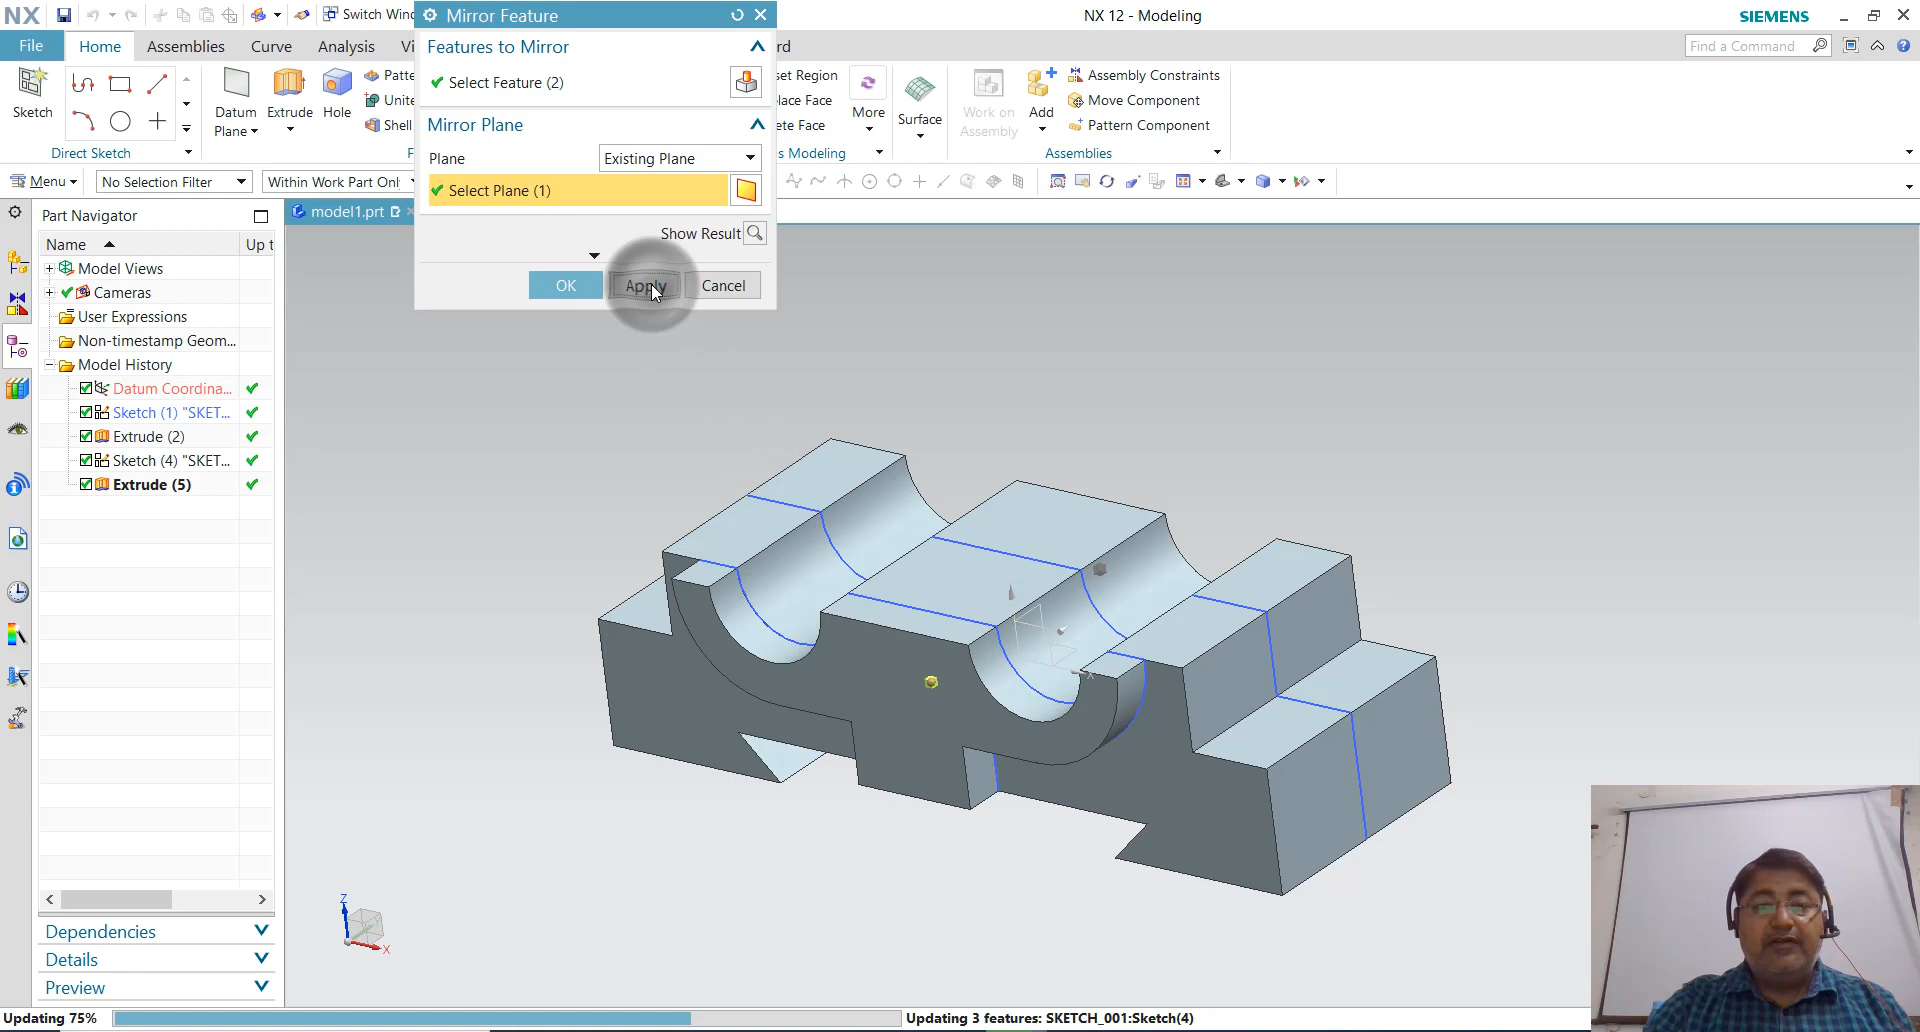 NX
Switch Win
Mirror Feature
NX 12 - Modeling
SIEMENS
File
Home
Assemblies
Curve
Analysis
Vi
rd
Find a Command
Features to Mirror
Select Feature (2)
Mirror Plane
Plane
Existing Plane
Select Plane (1)
Show Result
OK
Apply
Cancel
Sketch
Direct Sketch
Datum
Plane
Extrude
Hole
Patte
Unite
Shell
F
set Region
lace Face
ete Face
s Modeling
More
Surface
Work on
Assembly
Add
Assembly Constraints
Move Component
Pattern Component
Assemblies
Menu
No Selection Filter
Within Work Part Only
Part Navigator
model1.prt
Name
Up t
Model Views
Cameras
User Expressions
Non-timestamp Geom...
Model History
Datum Coordina...
Sketch (1) "SKET...
Extrude (2)
Sketch (4) "SKET...
Extrude (5)
X
Z
X
Dependencies
Details
Preview
Updating 75%
Updating 3 features: SKETCH_001:Sketch(4)